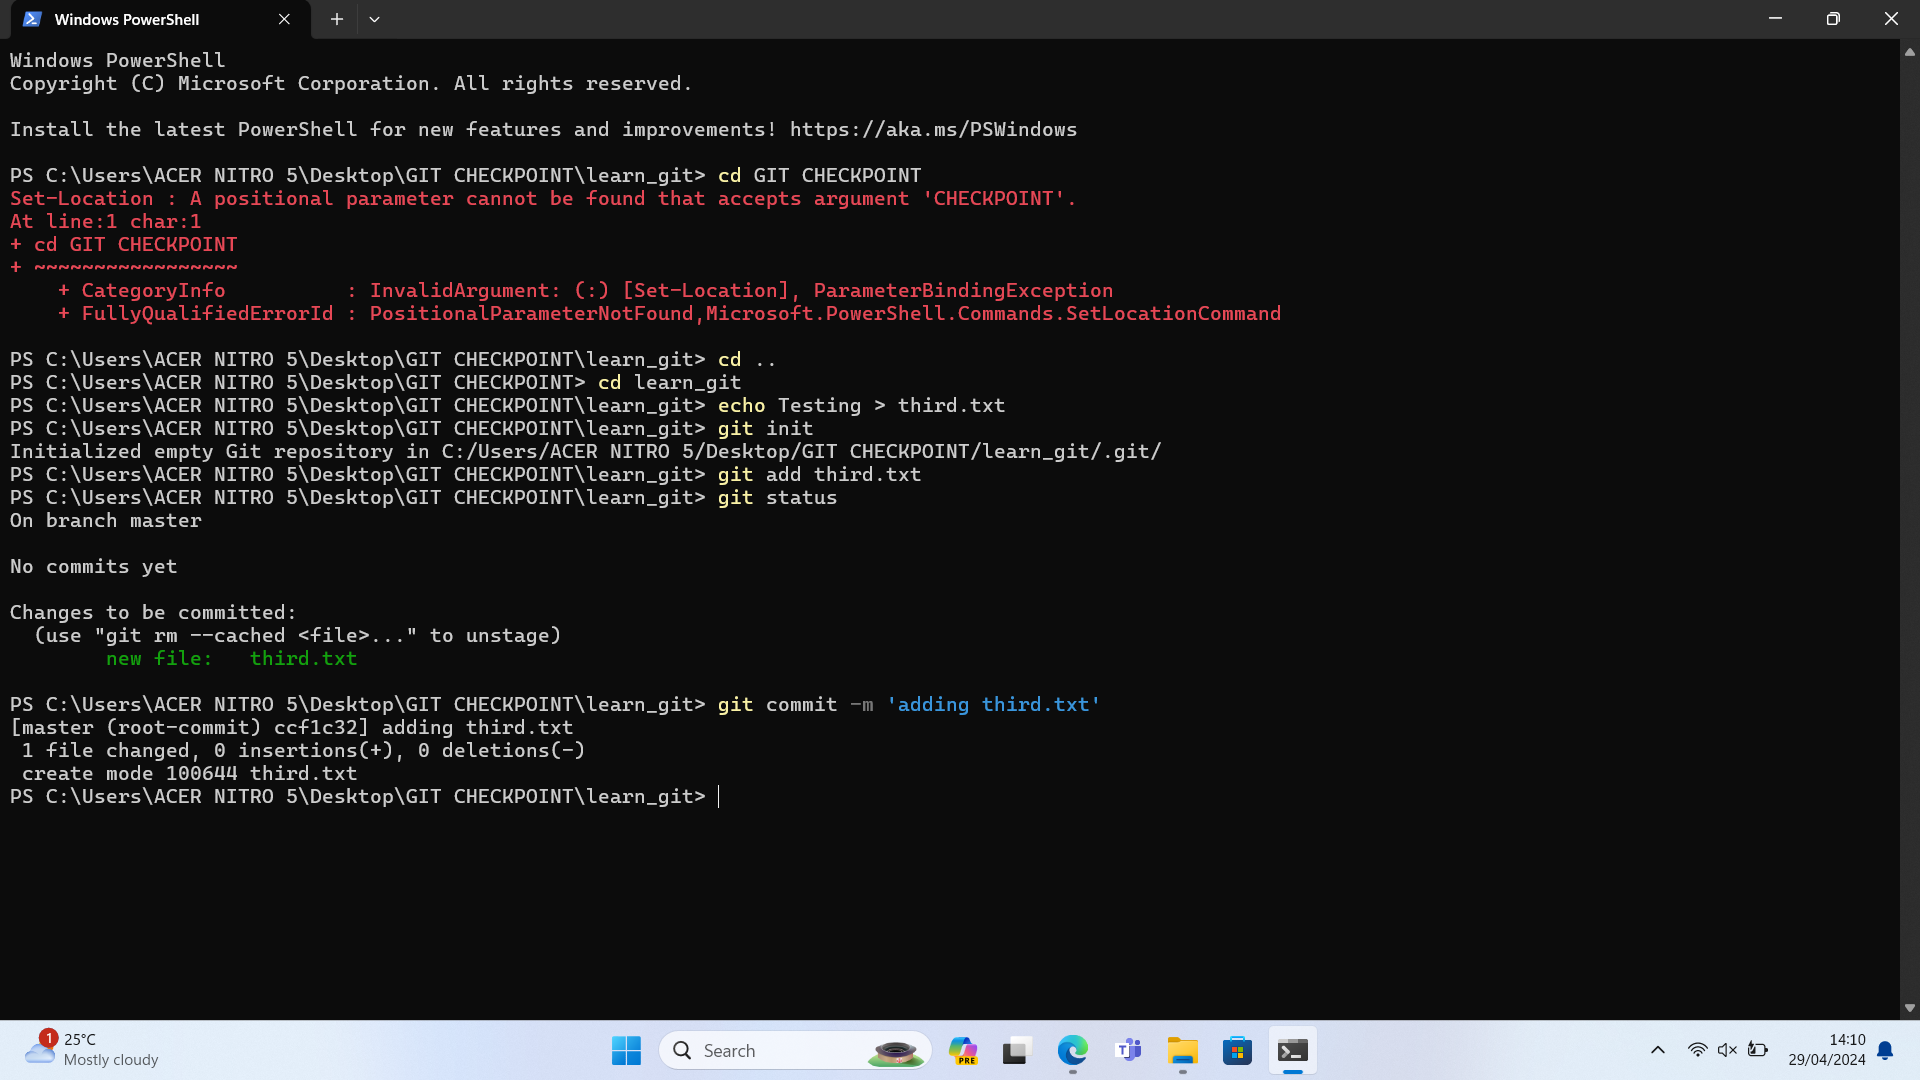 Windows PowerShell
Windows PowerShell
Copyright (C) Microsoft Corporation. All rights reserved.
Install the latest PowerShell for new features and improvements! https://aka.ms/PSWindows
PS C:\Users\ACER NITRO 5\Desktop\GIT CHECKPOINT\learn_git> cd GIT CHECKPOINT
Set-Location : A positional parameter cannot be found that accepts argument 'CHECKPOINT'.
At line:1 char:1
+ cd GIT CHECKPOINT
+ ~~~~~~~~~~~~~~~~~
    + CategoryInfo          : InvalidArgument: (:) [Set-Location], ParameterBindingException
    + FullyQualifiedErrorId : PositionalParameterNotFound,Microsoft.PowerShell.Commands.SetLocationCommand
PS C:\Users\ACER NITRO 5\Desktop\GIT CHECKPOINT\learn_git> cd ..
PS C:\Users\ACER NITRO 5\Desktop\GIT CHECKPOINT> cd learn_git
PS C:\Users\ACER NITRO 5\Desktop\GIT CHECKPOINT\learn_git> echo Testing > third.txt
PS C:\Users\ACER NITRO 5\Desktop\GIT CHECKPOINT\learn_git> git init
Initialized empty Git repository in C:/Users/ACER NITRO 5/Desktop/GIT CHECKPOINT/learn_git/.git/
PS C:\Users\ACER NITRO 5\Desktop\GIT CHECKPOINT\learn_git> git add third.txt
PS C:\Users\ACER NITRO 5\Desktop\GIT CHECKPOINT\learn_git> git status
On branch master
No commits yet
Changes to be committed:
  (use "git rm --cached <file>..." to unstage)
        new file:   third.txt
PS C:\Users\ACER NITRO 5\Desktop\GIT CHECKPOINT\learn_git> git commit -m 'adding third.txt'
[master (root-commit) ccf1c32] adding third.txt
 1 file changed, 0 insertions(+), 0 deletions(-)
 create mode 100644 third.txt
PS C:\Users\ACER NITRO 5\Desktop\GIT CHECKPOINT\learn_git>
1
25°C
Mostly cloudy
Search
PRE
T
14:10
29/04/2024